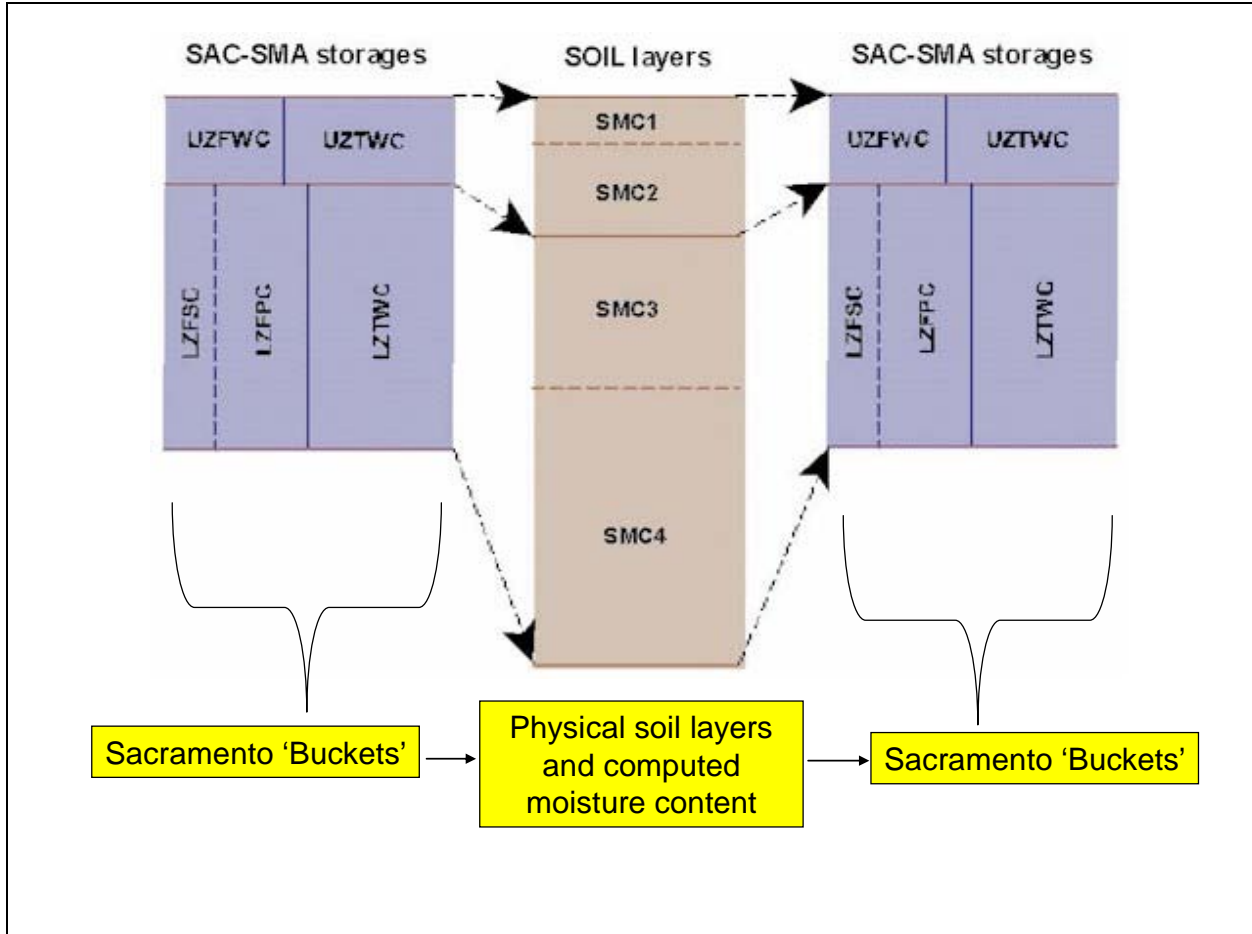 SAC-SMA storages
SOIL layers
SAC-SMA storages
UZFWC
UZTWC
LZFSC
LZFPC
LZTWC
SMC1
SMC2
SMC3
SMC4
UZFWC
UZTWC
LZFSC
LZFPC
LZTWC
Sacramento ‘Buckets’
Physical soil layers
and computed
moisture content
Sacramento ‘Buckets’